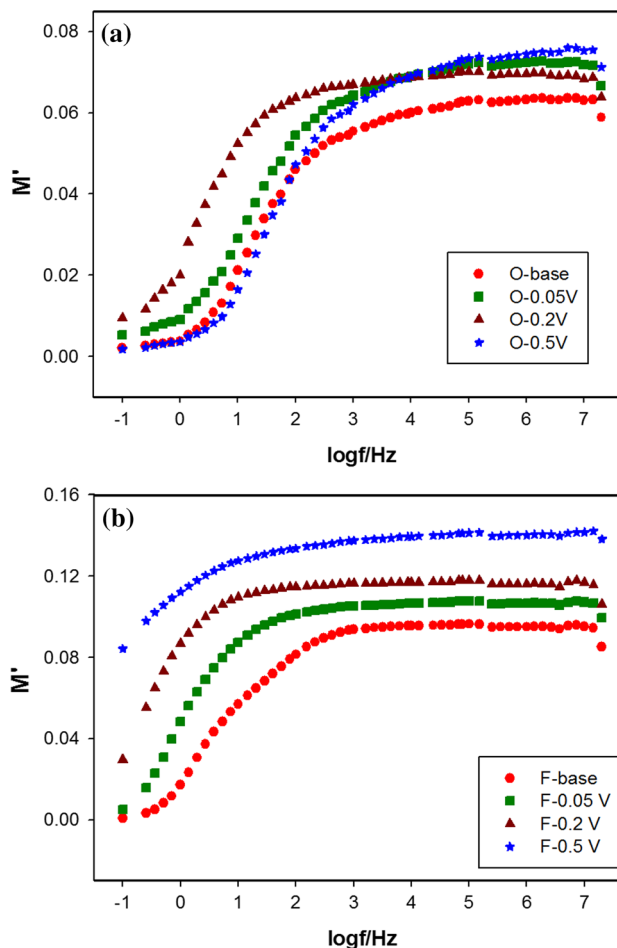 (a)
0.08
0.06
0.04
0.02
0.00
M'
O-base
O-0.05V
O-0.2V
O-0.5V
-1 0 1 2 3 4 5 6 7
logf/Hz
(b)
0.16
0.12
0.08
0.04
0.00
M'
F-base
F-0.05 V
F-0.2 V
F-0.5 V
-1 0 1 2 3 4 5 6 7
logf/Hz